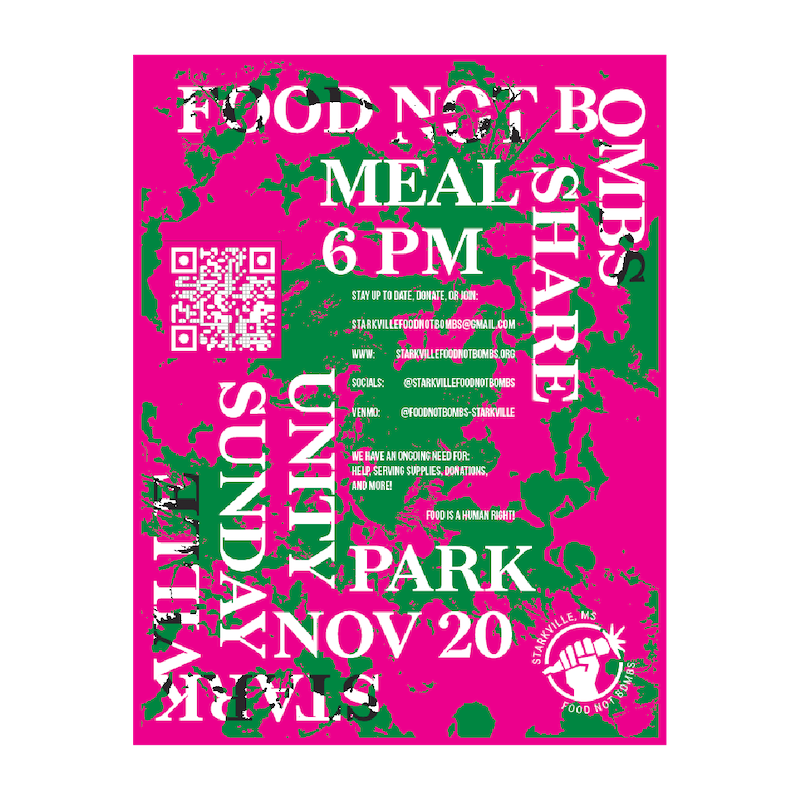 FOOD NOT BOMBS
MEAL SHARE
6 PM
STAY UP TO DATE, DONATE, OR JOIN:
STARKVILLEFOODNOTBOMBS@GMAIL.COM
WWW: STARKVILLEFOODNOTBOMBS.ORG
SOCIALS: @STARKVILLEFOODNOTBOMBS
VENMO: @FOODNOTBOMBS-STARKVILLE
WE HAVE AN ONGOING NEED FOR:
HELP, SERVING SUPPLIES, DONATIONS,
AND MORE!
FOOD IS A HUMAN RIGHT!
UNITY PARK
SUNDAY NOV 20
STARKVILLE
STARKVILLE, MS
FOOD NOT BOMBS